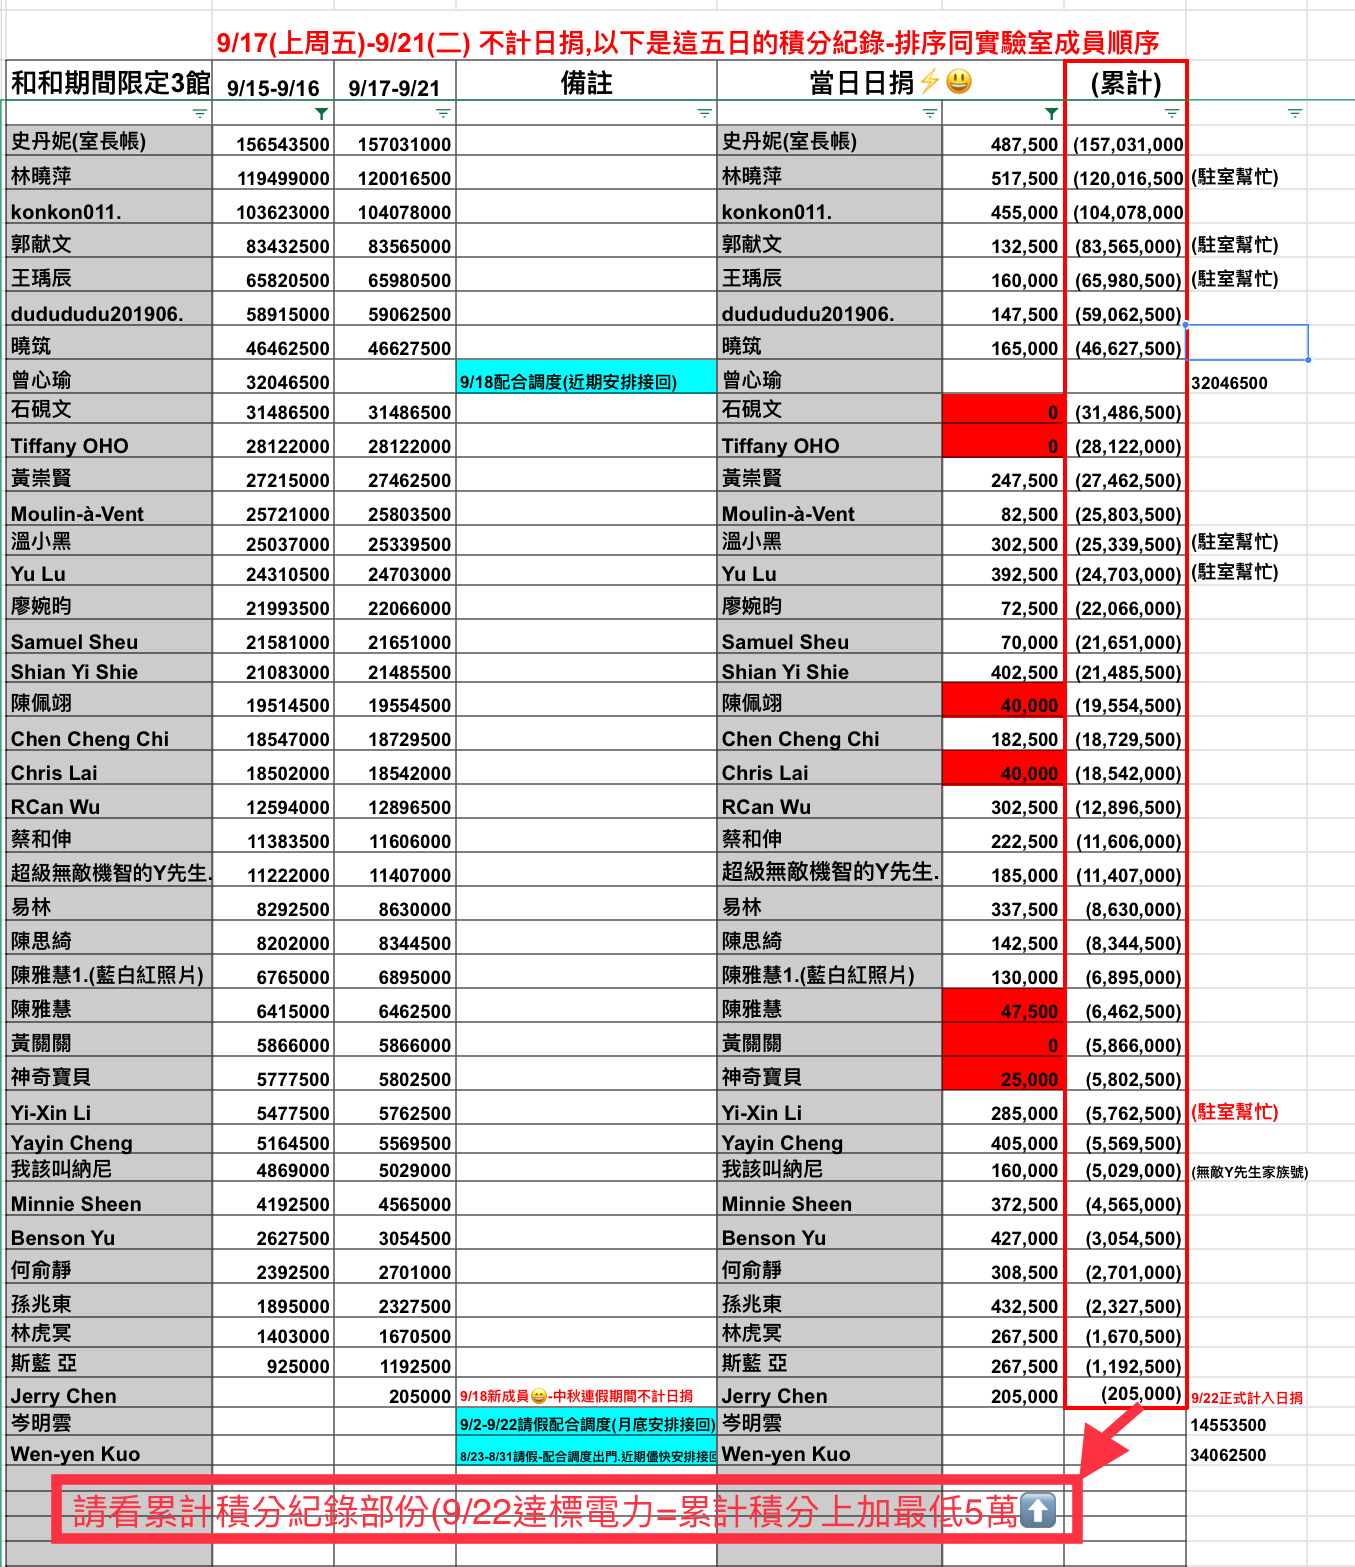 9/17(上周五)-9/21(二) 不計日捐,以下是這五日的積分紀錄-排序同實驗室成員順序
和和期間限定3館 9/15-9/16 9/17-9/21 備註 當日日捐⚡😃 (累計)
史丹妮(室長帳) 156543500 157031000 史丹妮(室長帳) 487,500 (157,031,000
林曉萍 119499000 120016500 林曉萍 517,500 (120,016,500 (駐室幫忙)
konkon011. 103623000 104078000 konkon011. 455,000 (104,078,000
郭献文 83432500 83565000 郭献文 132,500 (83,565,000) (駐室幫忙)
王瑀辰 65820500 65980500 王瑀辰 160,000 (65,980,500) (駐室幫忙)
dudududu201906. 58915000 59062500 dudududu201906. 147,500 (59,062,500)
曉筑 46462500 46627500 曉筑 165,000 (46,627,500)
曾心瑜 32046500 9/18配合調度(近期安排接回) 曾心瑜 32046500
石硯文 31486500 31486500 石硯文 0 (31,486,500)
Tiffany OHO 28122000 28122000 Tiffany OHO 0 (28,122,000)
黃崇賢 27215000 27462500 黃崇賢 247,500 (27,462,500)
Moulin-à-Vent 25721000 25803500 Moulin-à-Vent 82,500 (25,803,500)
溫小黑 25037000 25339500 溫小黑 302,500 (25,339,500) (駐室幫忙)
Yu Lu 24310500 24703000 Yu Lu 392,500 (24,703,000) (駐室幫忙)
廖婉昀 21993500 22066000 廖婉昀 72,500 (22,066,000)
Samuel Sheu 21581000 21651000 Samuel Sheu 70,000 (21,651,000)
Shian Yi Shie 21083000 21485500 Shian Yi Shie 402,500 (21,485,500)
陳佩翊 19514500 19554500 陳佩翊 40,000 (19,554,500)
Chen Cheng Chi 18547000 18729500 Chen Cheng Chi 182,500 (18,729,500)
Chris Lai 18502000 18542000 Chris Lai 40,000 (18,542,000)
RCan Wu 12594000 12896500 RCan Wu 302,500 (12,896,500)
蔡和伸 11383500 11606000 蔡和伸 222,500 (11,606,000)
超級無敵機智的Y先生. 11222000 11407000 超級無敵機智的Y先生. 185,000 (11,407,000)
易林 8292500 8630000 易林 337,500 (8,630,000)
陳思綺 8202000 8344500 陳思綺 142,500 (8,344,500)
陳雅慧1.(藍白紅照片) 6765000 6895000 陳雅慧1.(藍白紅照片) 130,000 (6,895,000)
陳雅慧 6415000 6462500 陳雅慧 47,500 (6,462,500)
黃關關 5866000 5866000 黃關關 0 (5,866,000)
神奇寶貝 5777500 5802500 神奇寶貝 25,000 (5,802,500)
Yi-Xin Li 5477500 5762500 Yi-Xin Li 285,000 (5,762,500) (駐室幫忙)
Yayin Cheng 5164500 5569500 Yayin Cheng 405,000 (5,569,500)
我該叫納尼 4869000 5029000 我該叫納尼 160,000 (5,029,000) (無敵Y先生家族號)
Minnie Sheen 4192500 4565000 Minnie Sheen 372,500 (4,565,000)
Benson Yu 2627500 3054500 Benson Yu 427,000 (3,054,500)
何俞靜 2392500 2701000 何俞靜 308,500 (2,701,000)
孫兆東 1895000 2327500 孫兆東 432,500 (2,327,500)
林虎冥 1403000 1670500 林虎冥 267,500 (1,670,500)
斯藍 亞 925000 1192500 斯藍 亞 267,500 (1,192,500)
Jerry Chen 205000 9/18新成員😄-中秋連假期間不計日捐 Jerry Chen 205,000 (205,000) 9/22正式計入日捐
岑明雲 9/2-9/22請假配合調度(月底安排接回) 岑明雲 14553500
Wen-yen Kuo 8/23-8/31請假-配合調度出門.近期儘快安排接回 Wen-yen Kuo 34062500
請看累計積分紀錄部份(9/22達標電力=累計積分上加最低5萬⬆️